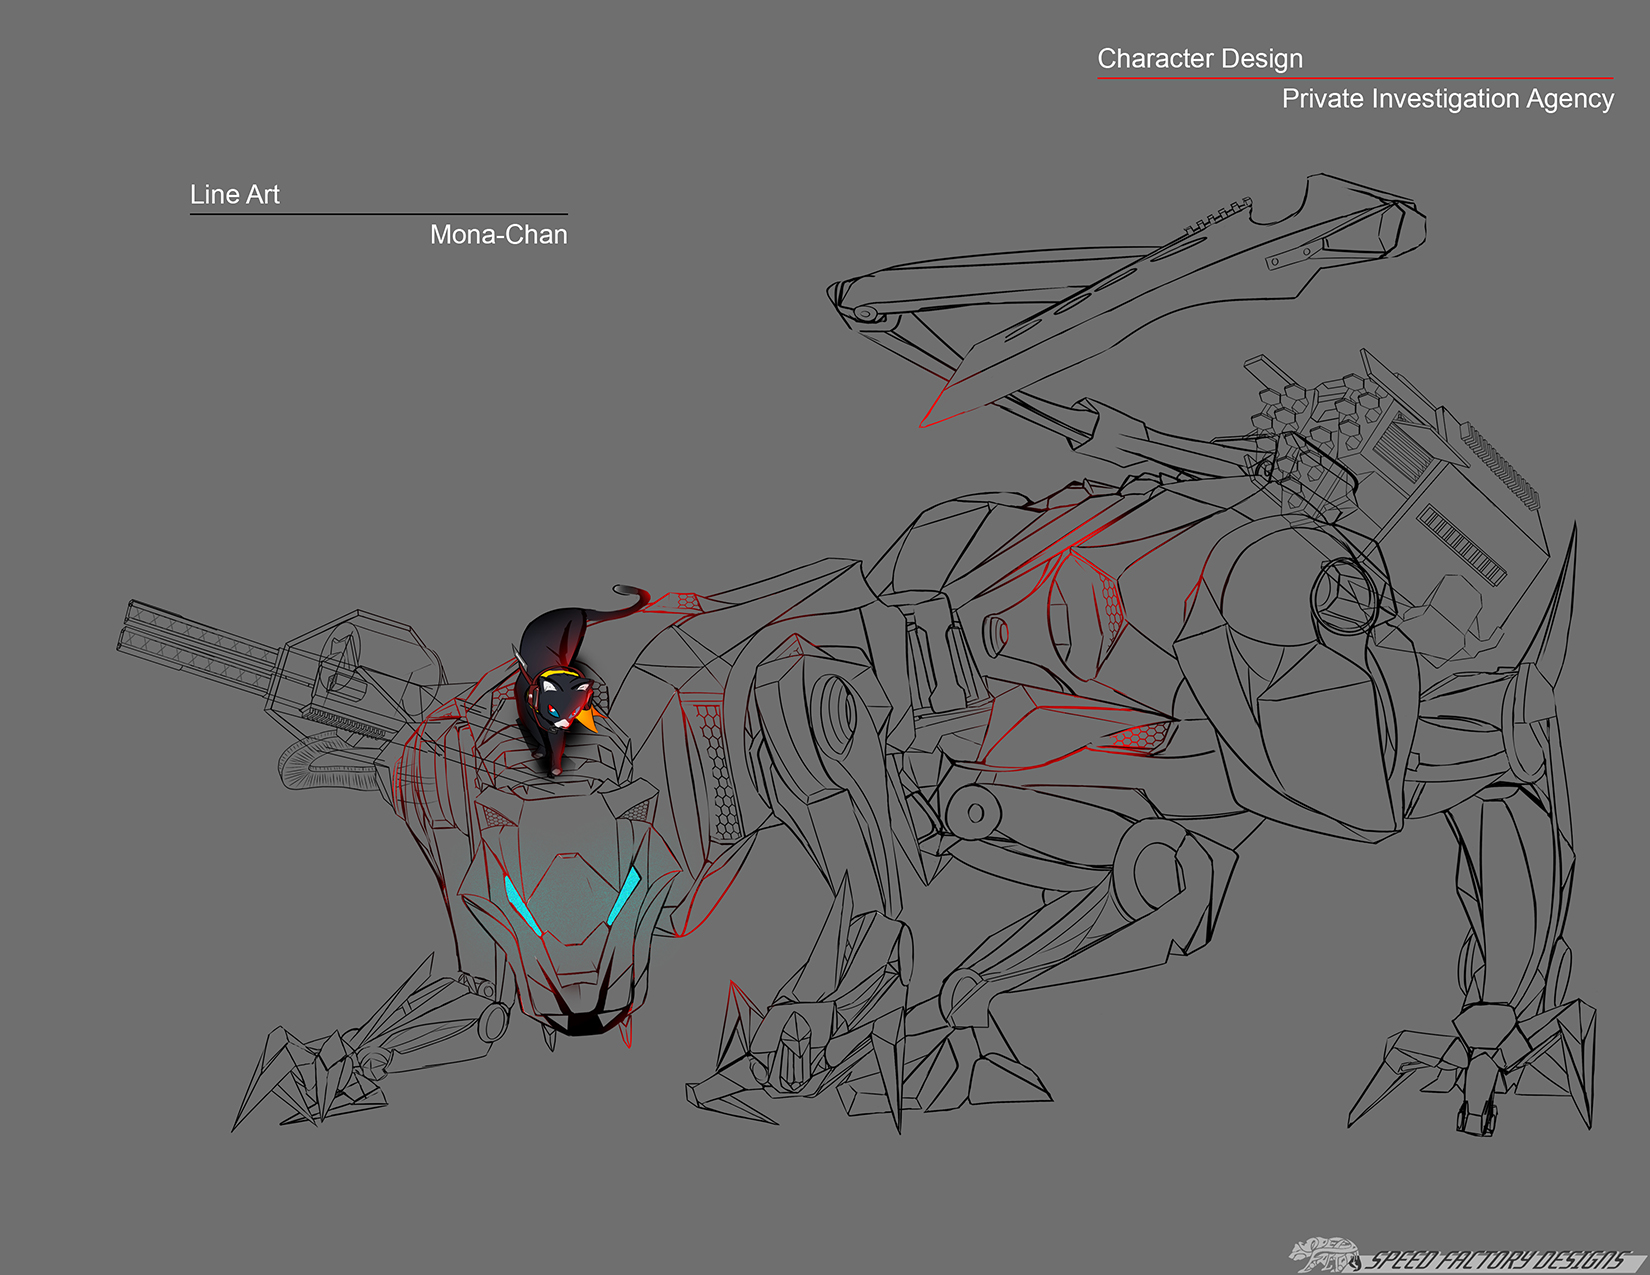 Character Design
Private Investigation Agency
Line Art
Mona-Chan
SPEED FACTORY DESIGNS